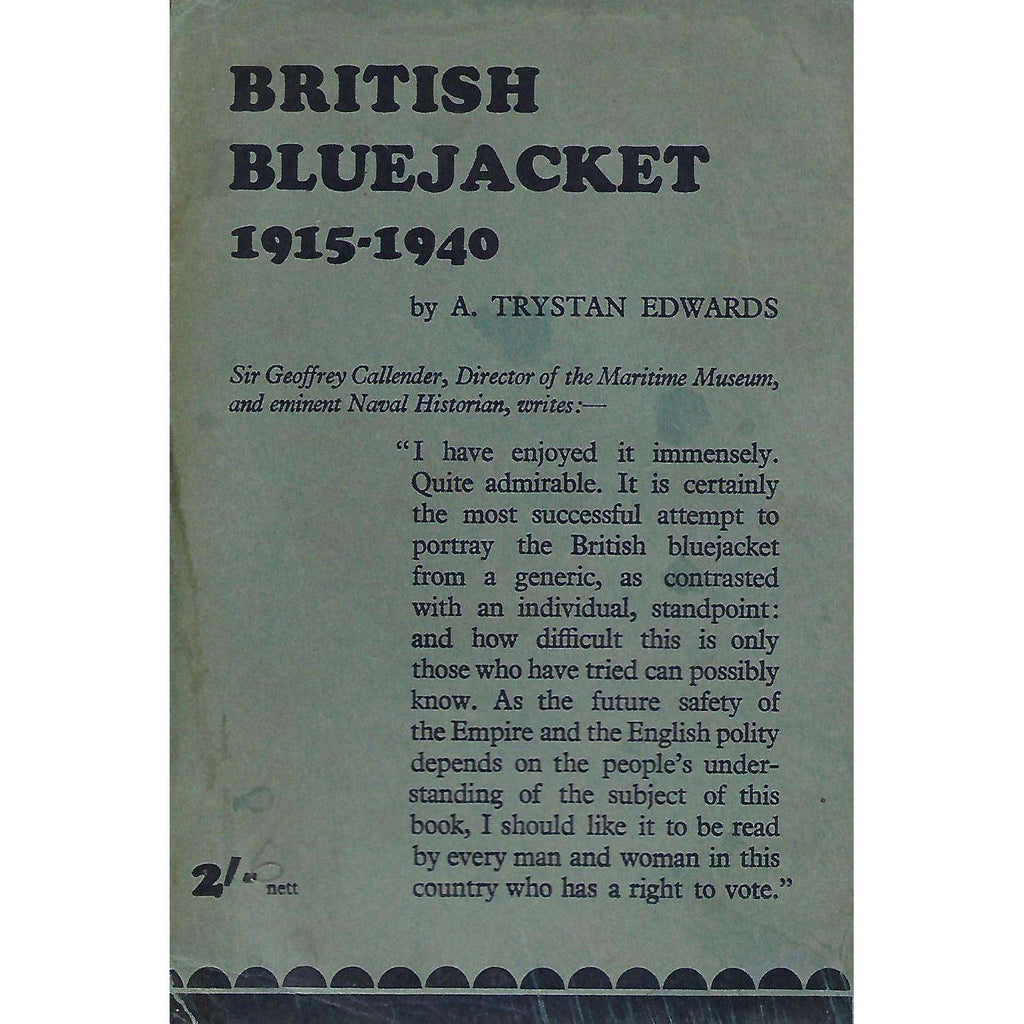 BRITISH
BLUEJACKET
1915-1940
by A. TRYSTAN EDWARDS
Sir Geoffrey Callender, Director of the Maritime Museum,
and eminent Naval Historian, writes:—
“I have enjoyed it immensely.
Quite admirable. It is certainly
the most successful attempt to
portray the British bluejacket
from a generic, as contrasted
with an individual, standpoint:
and how difficult this is only
those who have tried can possibly
know. As the future safety of
the Empire and the English polity
depends on the people's under-
standing of the subject of this
book, I should like it to be read
by every man and woman in this
country who has a right to vote.”
2/-6 nett